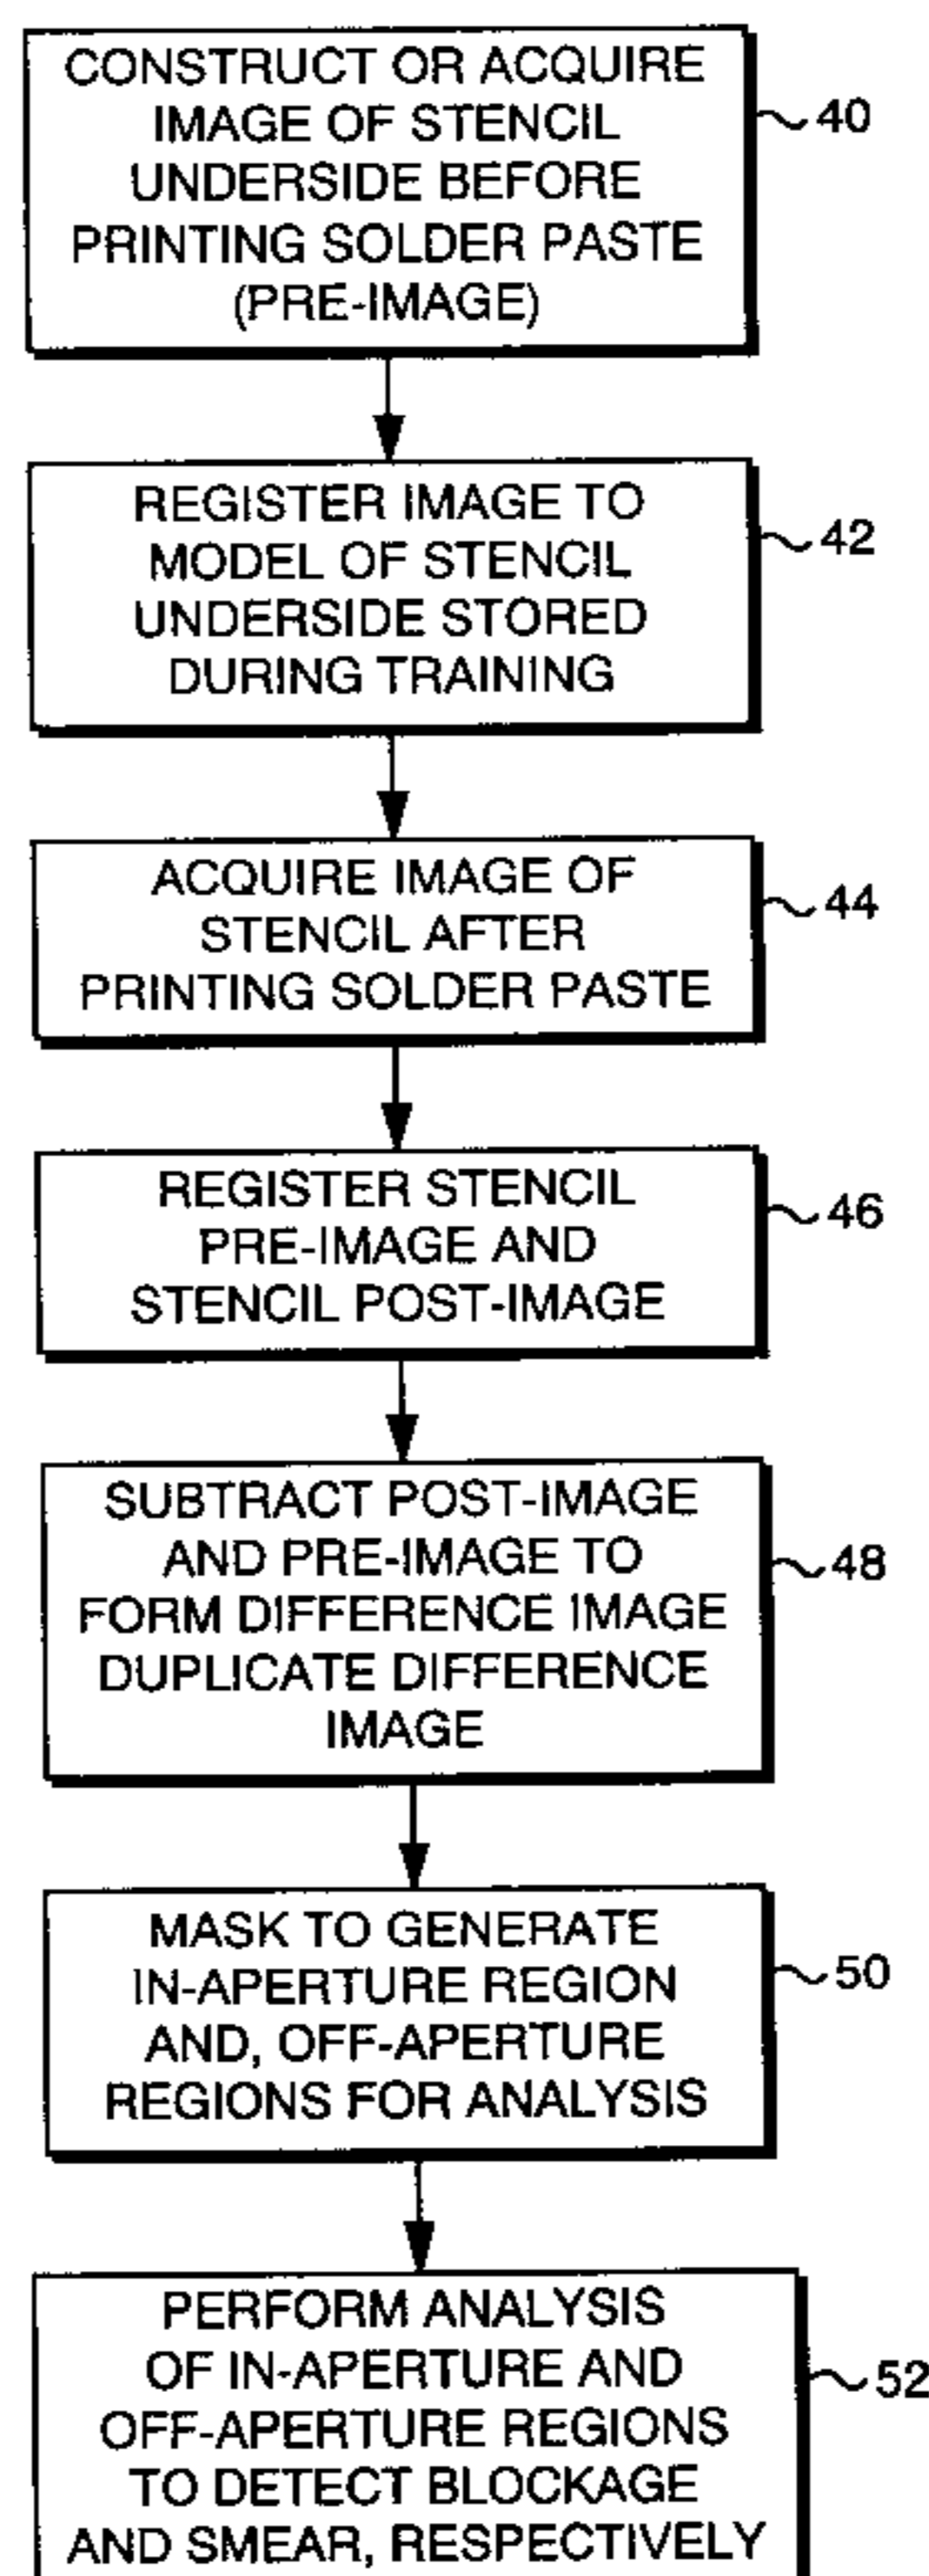 CONSTRUCT OR ACQUIRE
IMAGE OF STENCIL
UNDERSIDE BEFORE
PRINTING SOLDER PASTE
(PRE-IMAGE)
40
REGISTER IMAGE TO
MODEL OF STENCIL
UNDERSIDE STORED
DURING TRAINING
42
ACQUIRE IMAGE OF
STENCIL AFTER
PRINTING SOLDER PASTE
44
REGISTER STENCIL
PRE-IMAGE AND
STENCIL POST-IMAGE
46
SUBTRACT POST-IMAGE
AND PRE-IMAGE TO
FORM DIFFERENCE IMAGE
DUPLICATE DIFFERENCE
IMAGE
48
MASK TO GENERATE
IN-APERTURE REGION
AND, OFF-APERTURE
REGIONS FOR ANALYSIS
50
PERFORM ANALYSIS
OF IN-APERTURE AND
OFF-APERTURE REGIONS
TO DETECT BLOCKAGE
AND SMEAR, RESPECTIVELY
52